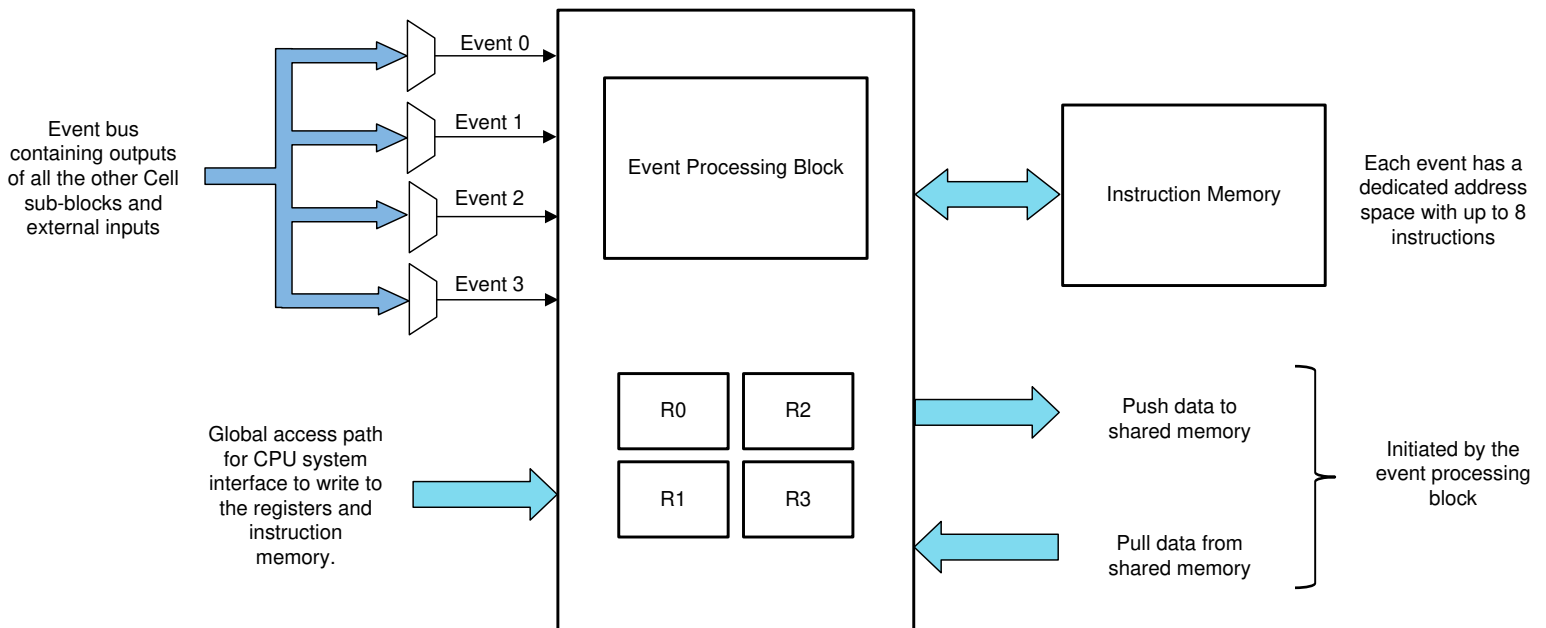 Event 0
Event 1
Event 2
Event 3
Event bus
containing outputs
of all the other Cell
sub-blocks and
external inputs
Global access path
for CPU system
interface to write to
the registers and
instruction
memory.
Event Processing Block
R0
R2
R1
R3
Instruction Memory
Each event has a
dedicated address
space with up to 8
instructions
Push data to
shared memory
Pull data from
shared memory
Initiated by the
event processing
block